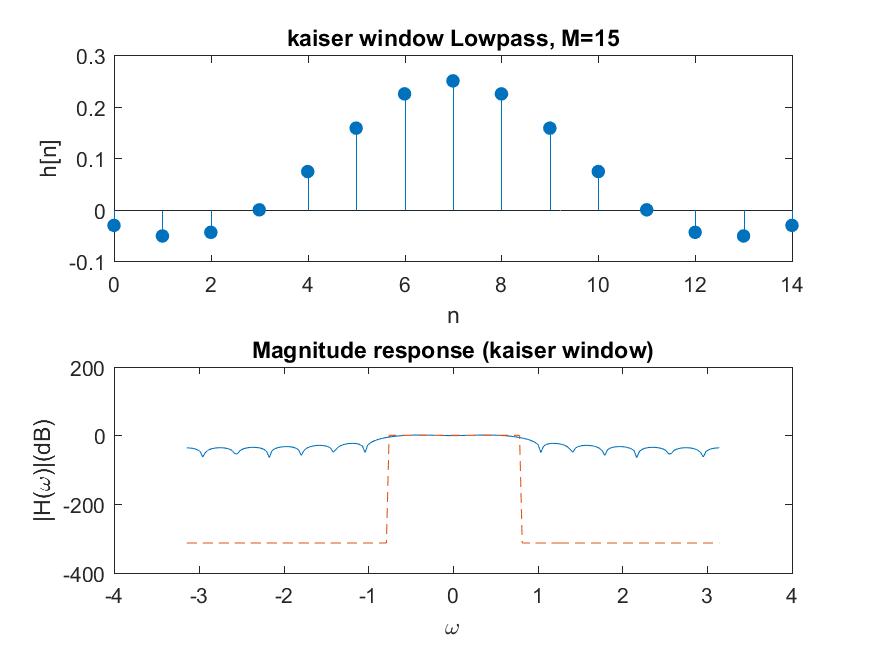 kaiser window Lowpass, M=15
0.3
0.2
0.1
0
-0.1
h[n]
0 2 4 6 8 10 12 14
n
Magnitude response (kaiser window)
200
0
-200
-400
|H(ω)|(dB)
-4 -3 -2 -1 0 1 2 3 4
ω